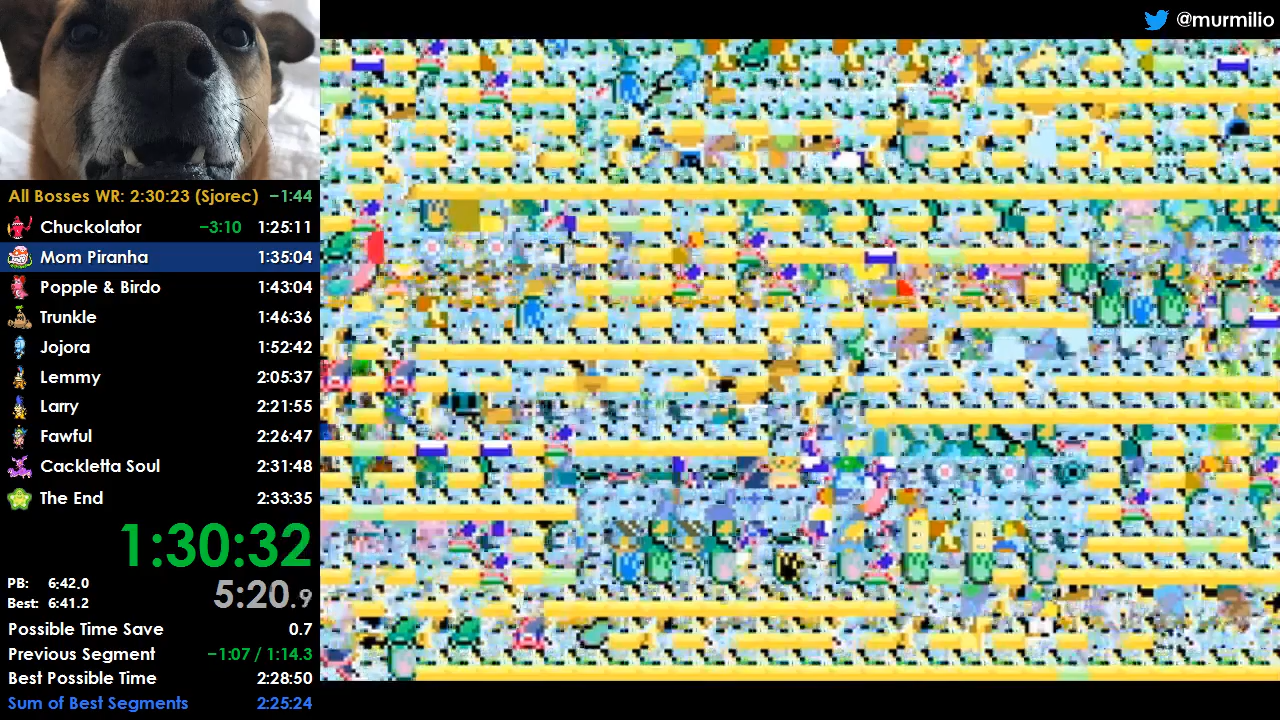 @murmilio
All Bosses WR: 2:30:23 (Sjorec) −1:44
Chuckolator −3:10 1:25:11
Mom Piranha 1:35:04
Popple & Birdo 1:43:04
Trunkle 1:46:36
Jojora 1:52:42
Lemmy 2:05:37
Larry 2:21:55
Fawful 2:26:47
Cackletta Soul 2:31:48
The End 2:33:35
1:30:32
PB: 6:42.0
Best: 6:41.2
5:20.9
Possible Time Save 0.7
Previous Segment −1:07 / 1:14.3
Best Possible Time 2:28:50
Sum of Best Segments 2:25:24